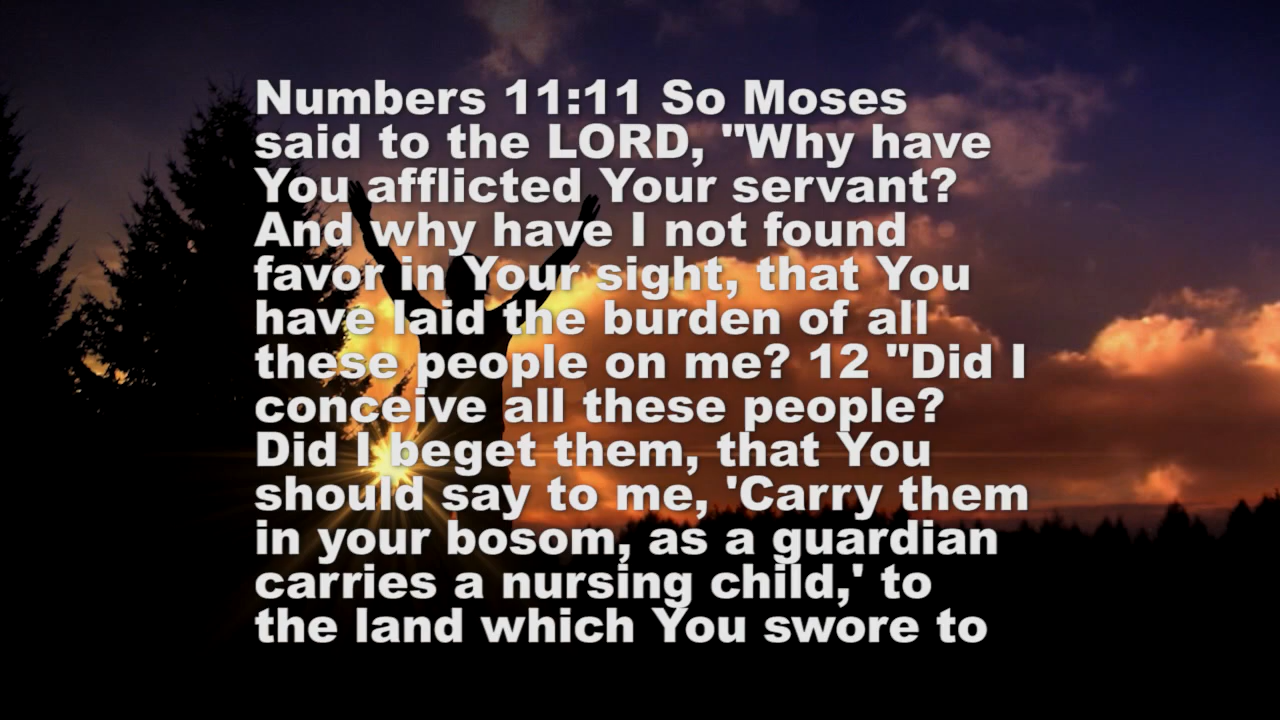 Numbers 11:11 So Moses
said to the LORD, "Why have
You afflicted Your servant?
And why have I not found
favor in Your sight, that You
have laid the burden of all
these people on me? 12 "Did I
conceive all these people?
Did I beget them, that You
should say to me, 'Carry them
in your bosom, as a guardian
carries a nursing child,' to
the land which You swore to